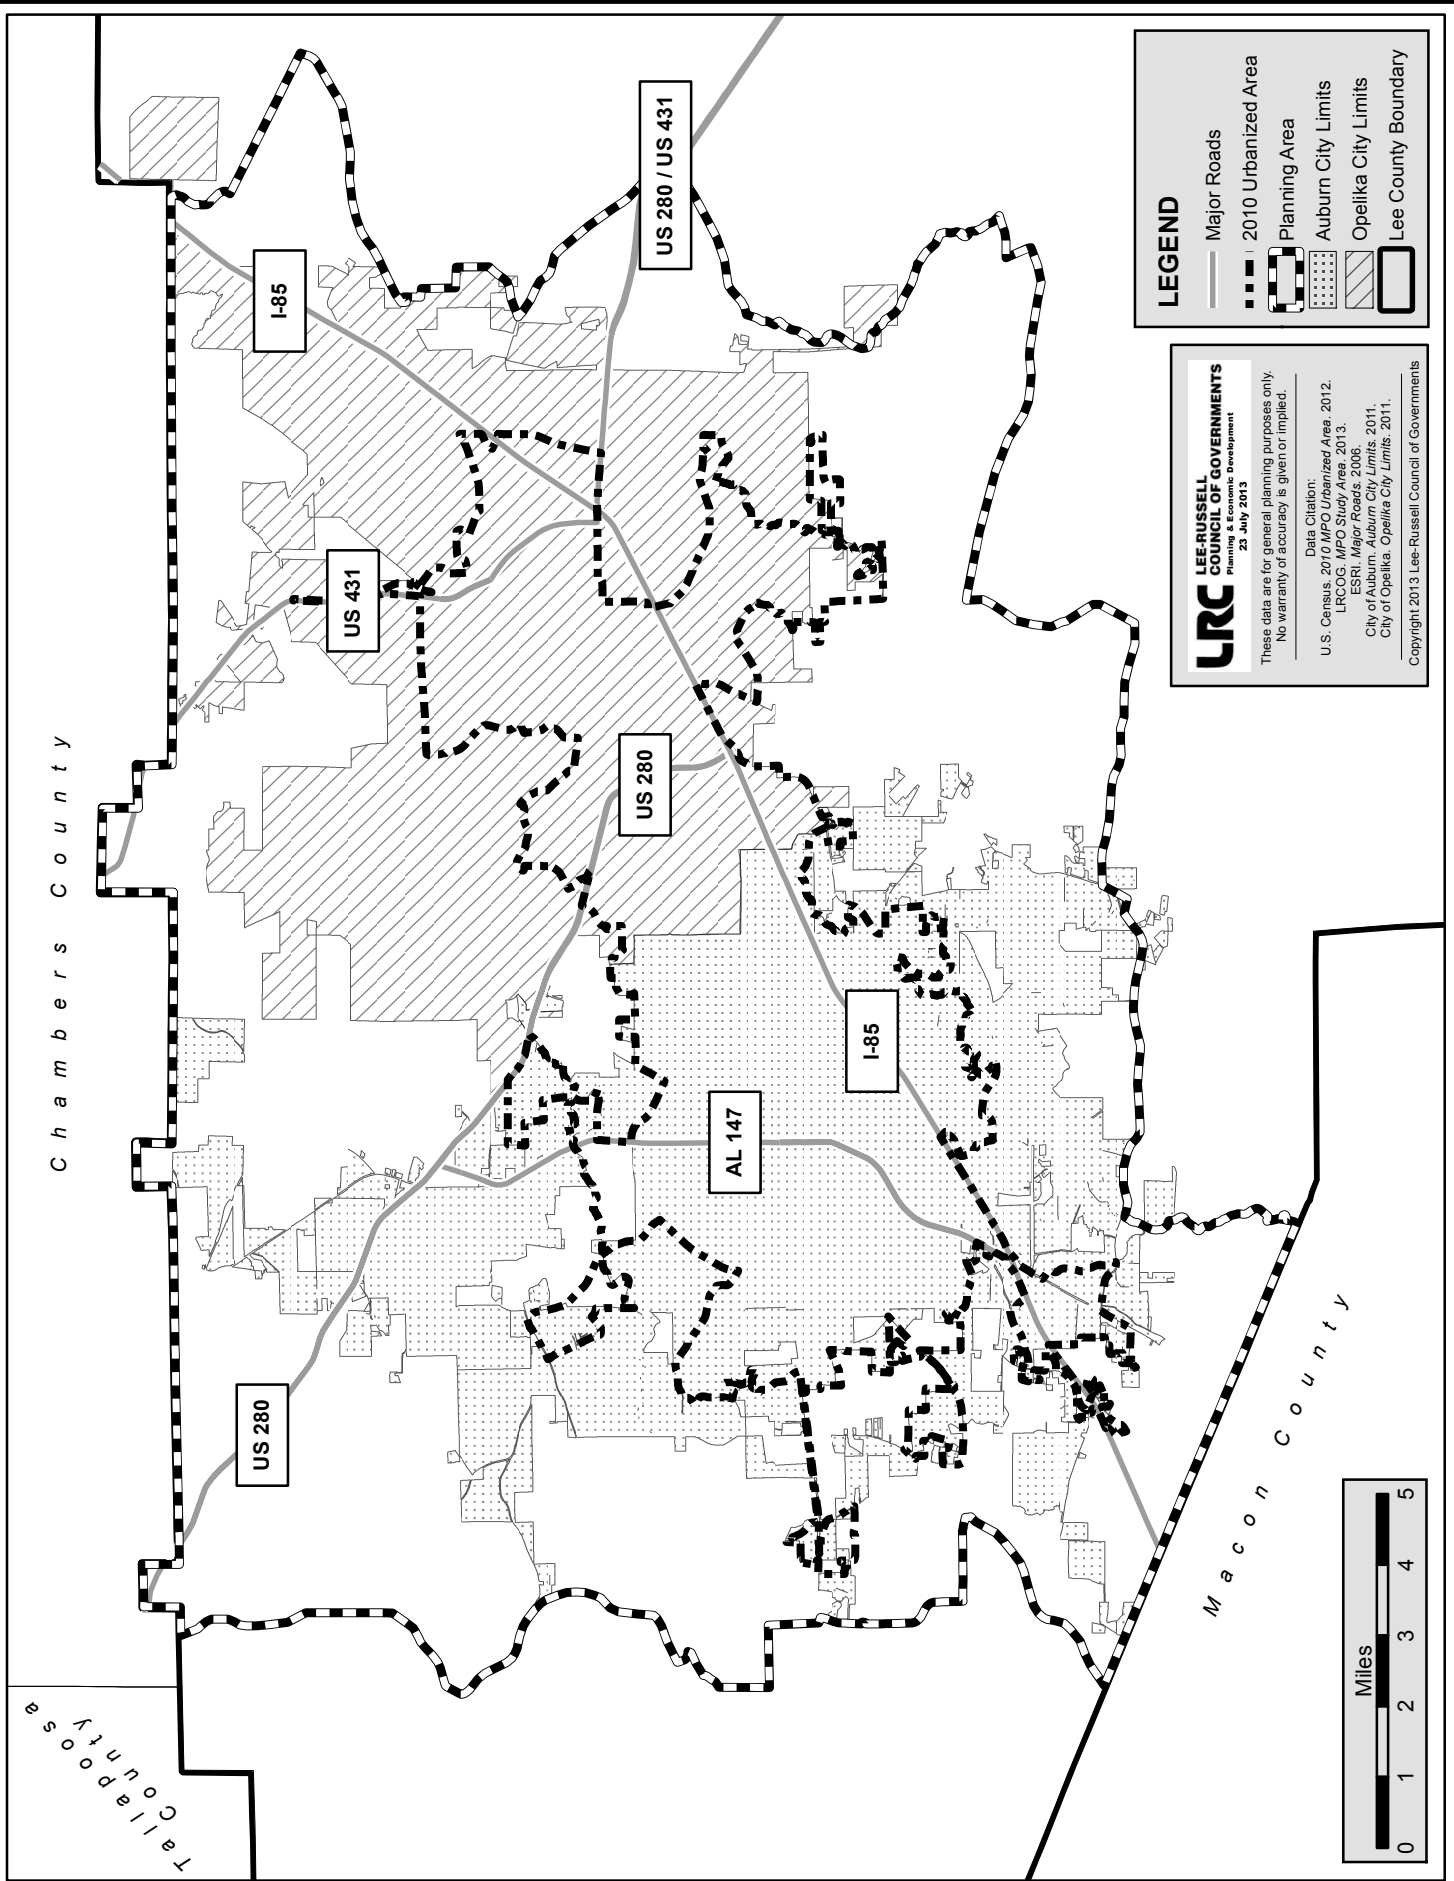 Chambers County
Tallapoosa
County
Macon County
I-85
US 280 / US 431
US 431
US 280
I-85
AL 147
US 280
LEGEND
Major Roads
2010 Urbanized Area
Planning Area
Auburn City Limits
Opelika City Limits
Lee County Boundary
LRC
LEE-RUSSELL
COUNCIL OF GOVERNMENTS
Planning & Economic Development
23 July 2013
These data are for general planning purposes only.
No warranty of accuracy is given or implied.
Data Citation:
U.S. Census. 2010 MPO Urbanized Area. 2012.
LRCOG. MPO Study Area. 2013.
ESRI. Major Roads. 2006.
City of Auburn. Auburn City Limits. 2011.
City of Opelika. Opelika City Limits. 2011.
Copyright 2013 Lee-Russell Council of Governments
Miles
0 1 2 3 4 5